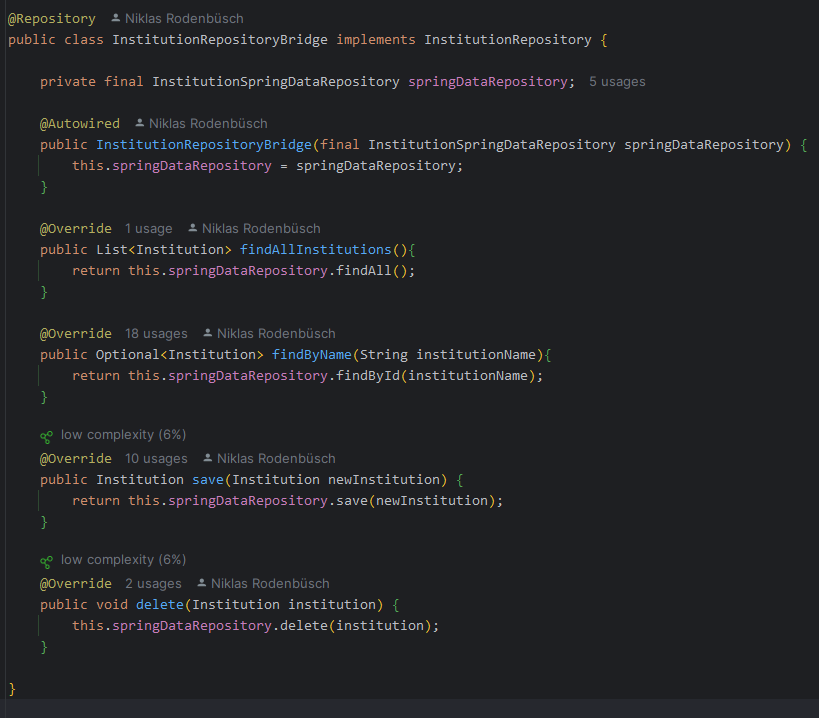 @Repository Niklas Rodenbüsch
public class InstitutionRepositoryBridge implements InstitutionRepository {
private final InstitutionSpringDataRepository springDataRepository; 5 usages
@Autowired Niklas Rodenbüsch
public InstitutionRepositoryBridge(final InstitutionSpringDataRepository springDataRepository) {
this.springDataRepository = springDataRepository;
}
@Override 1 usage Niklas Rodenbüsch
public List<Institution> findAllInstitutions(){
return this.springDataRepository.findAll();
}
@Override 18 usages Niklas Rodenbüsch
public Optional<Institution> findByName(String institutionName){
return this.springDataRepository.findById(institutionName);
}
low complexity (6%)
@Override 10 usages Niklas Rodenbüsch
public Institution save(Institution newInstitution) {
return this.springDataRepository.save(newInstitution);
}
low complexity (6%)
@Override 2 usages Niklas Rodenbüsch
public void delete(Institution institution) {
this.springDataRepository.delete(institution);
}
}